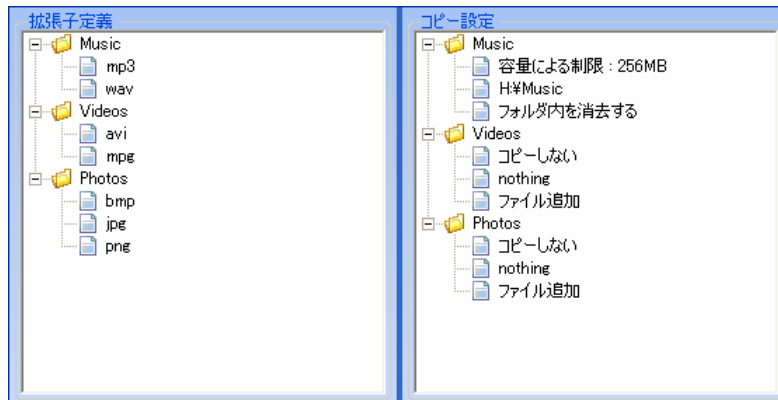 拡張子定義
Music
mp3
wav
Videos
avi
mpg
Photos
bmp
jpg
png
コピー設定
Music
容量による制限：256MB
H:¥Music
フォルダ内を消去する
Videos
コピーしない
nothing
ファイル追加
Photos
コピーしない
nothing
ファイル追加